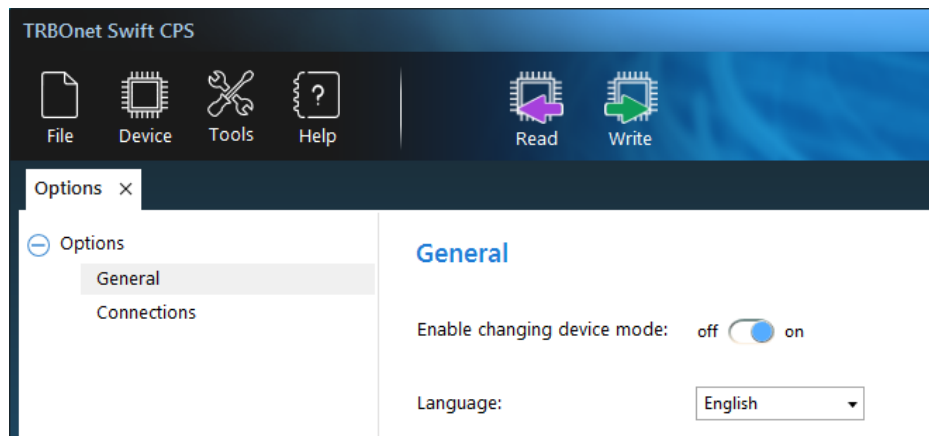 TRBOnet Swift CPS
File Device Tools Help Read Write
Options
Options
General
Connections
General
Enable changing device mode: off on
Language: English